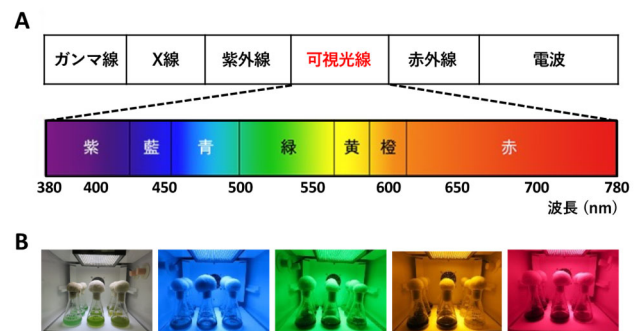 A
ガンマ線 X線 紫外線 可視光線 赤外線 電波
紫 藍 青 緑 黄 橙 赤
380 400 450 500 550 600 650 700 780
波長 (nm)
B